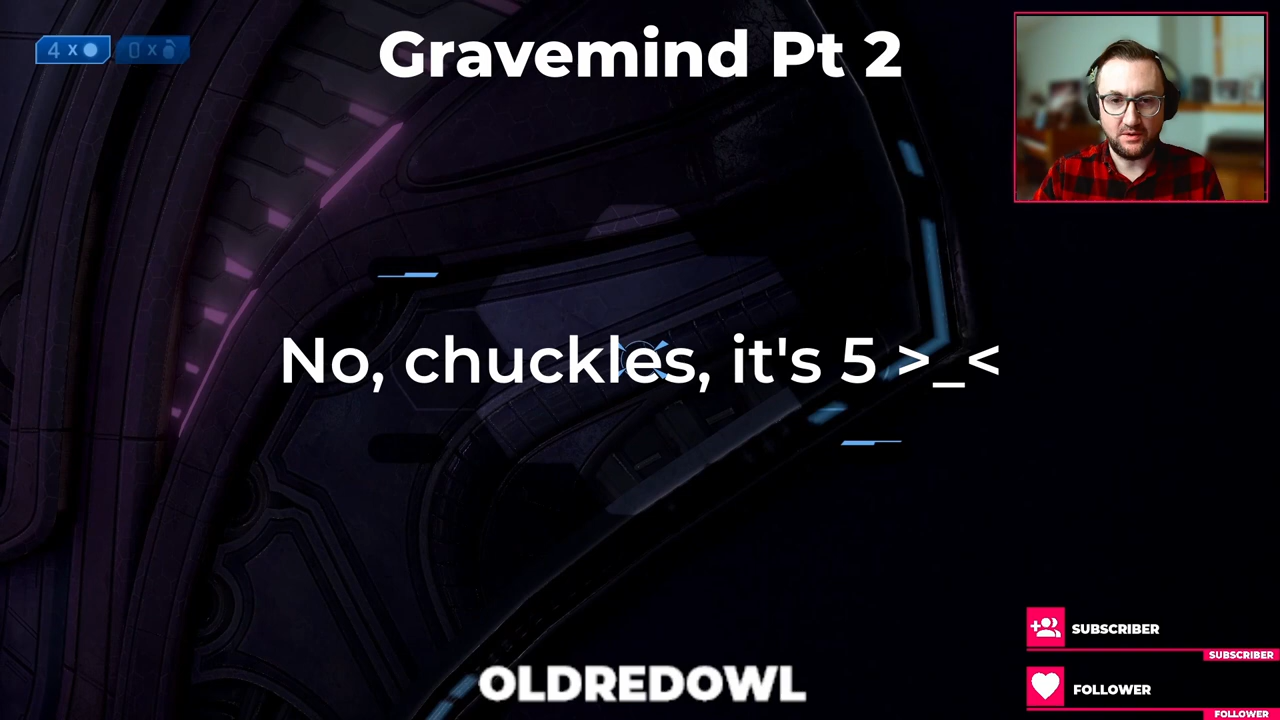 4 x
0 x
Gravemind Pt 2
No, chuckles, it's 5 >_<
SUBSCRIBER
SUBSCRIBER
FOLLOWER
FOLLOWER
OLDREDOWL